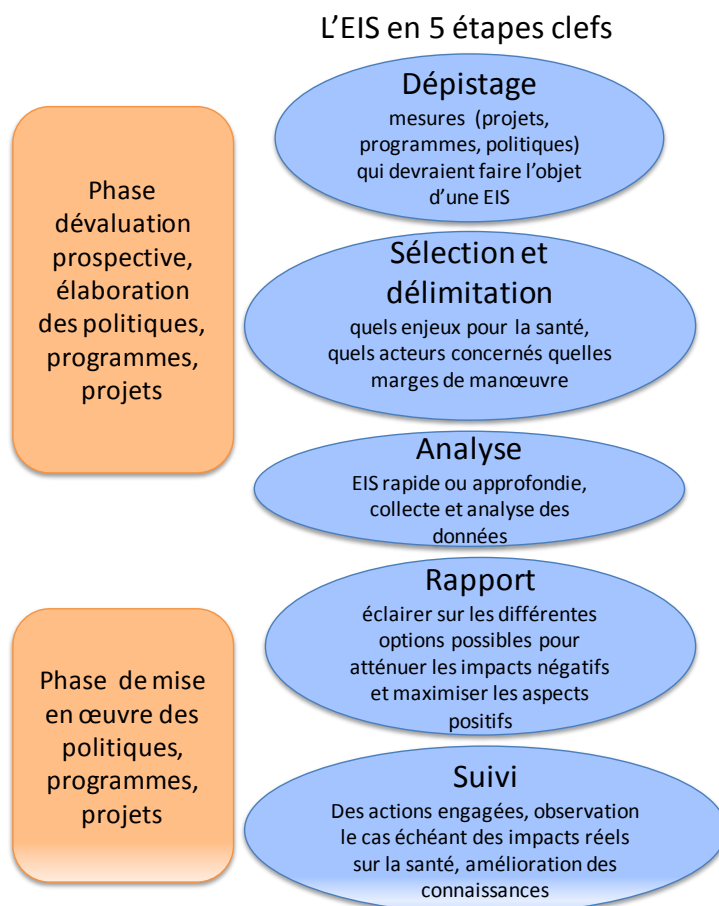 L’EIS en 5 étapes clefs
Phase
dévaluation
prospective,
élaboration
des politiques,
programmes,
projets
Dépistage
mesures (projets,
programmes, politiques)
qui devraient faire l’objet
d’une EIS
Sélection et
délimitation
quels enjeux pour la santé,
quels acteurs concernés quelles
marges de manœuvre
Analyse
EIS rapide ou approfondie,
collecte et analyse des
données
Phase de mise
en œuvre des
politiques,
programmes,
projets
Rapport
éclairer sur les différentes
options possibles pour
atténuer les impacts négatifs
et maximiser les aspects
positifs
Suivi
Des actions engagées, observation
le cas échéant des impacts réels
sur la santé, amélioration des
connaissances